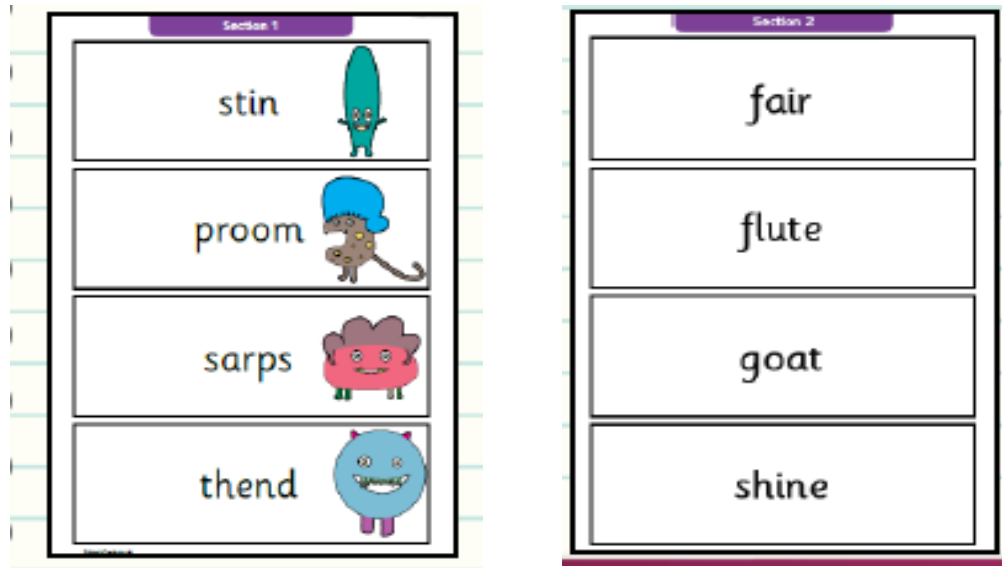 Section 1
stin
proom
sarps
thend
Section 2
fair
flute
goat
shine